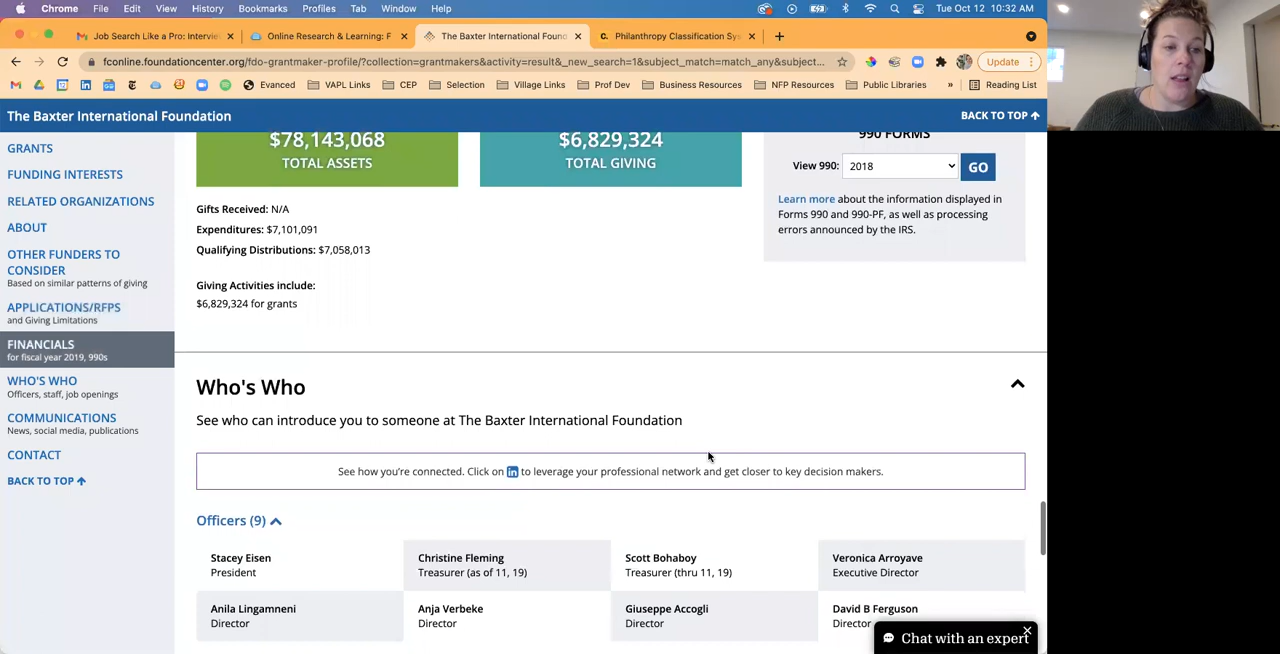 Chrome File Edit View History Bookmarks Profiles Tab Window Help Tue Oct 12 10:32 AM
Job Search Like a Pro: Intervie
Online Research & Learning: F
The Baxter International Found
Philanthropy Classification Sys
fconline.foundationcenter.org/fdo-grantmaker-profile/?collection=grantmakers&activity=result&_new_search=1&subject_match=match_any&subject...
Update
Evanced VAPL Links CEP Selection Village Links Prof Dev Business Resources NFP Resources Public Libraries » Reading List
The Baxter International Foundation
BACK TO TOP
GRANTS
FUNDING INTERESTS
RELATED ORGANIZATIONS
ABOUT
OTHER FUNDERS TO
CONSIDER
Based on similar patterns of giving
APPLICATIONS/RFPS
and Giving Limitations
FINANCIALS
for fiscal year 2019, 990s
WHO'S WHO
Officers, staff, job openings
COMMUNICATIONS
News, social media, publications
CONTACT
BACK TO TOP
$78,143,068
TOTAL ASSETS
$6,829,324
TOTAL GIVING
990 FORMS
View 990: 2018 GO
Learn more about the information displayed in
Forms 990 and 990-PF, as well as processing
errors announced by the IRS.
Gifts Received: N/A
Expenditures: $7,101,091
Qualifying Distributions: $7,058,013
Giving Activities include:
$6,829,324 for grants
Who's Who
See who can introduce you to someone at The Baxter International Foundation
See how you're connected. Click on in to leverage your professional network and get closer to key decision makers.
Officers (9)
Stacey Eisen
President
Christine Fleming
Treasurer (as of 11, 19)
Scott Bohaboy
Treasurer (thru 11, 19)
Veronica Arroyave
Executive Director
Anila Lingamneni
Director
Anja Verbeke
Director
Giuseppe Accogli
Director
David B Ferguson
Director
Chat with an expert